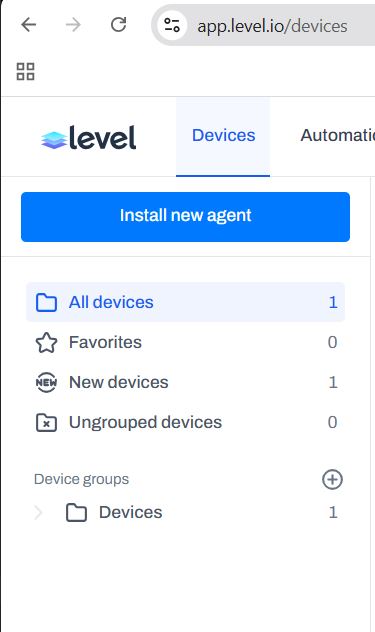 app.level.io/devices
level
Devices
Install new agent
All devices 1
Favorites 0
NEW New devices 1
Ungrouped devices 0
Device groups
Devices 1